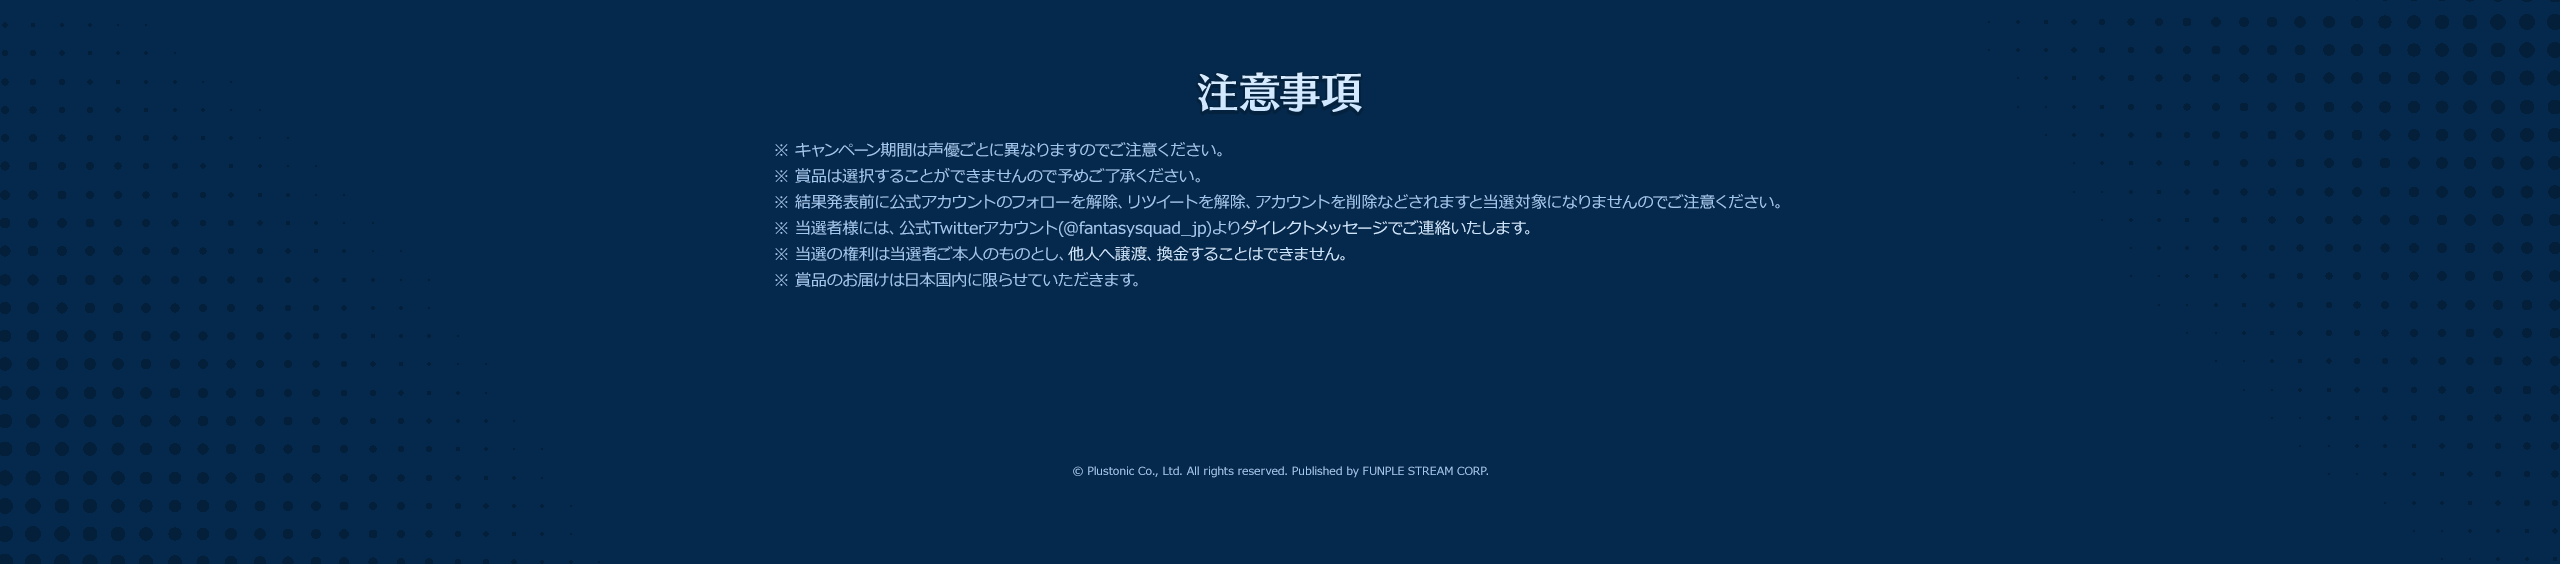 注意事項
※ キャンペーン期間は声優ごとに異なりますのでご注意ください。
※ 賞品は選択することができませんので予めご了承ください。
※ 結果発表前に公式アカウントのフォローを解除、リツイートを解除、アカウントを削除などされますと当選対象になりませんのでご注意ください。
※ 当選者様には、公式Twitterアカウント(@fantasysquad_jp)よりダイレクトメッセージでご連絡いたします。
※ 当選の権利は当選者ご本人のものとし、他人へ譲渡、換金することはできません。
※ 賞品のお届けは日本国内に限らせていただきます。
© Plustonic Co., Ltd. All rights reserved. Published by FUNPLE STREAM CORP.